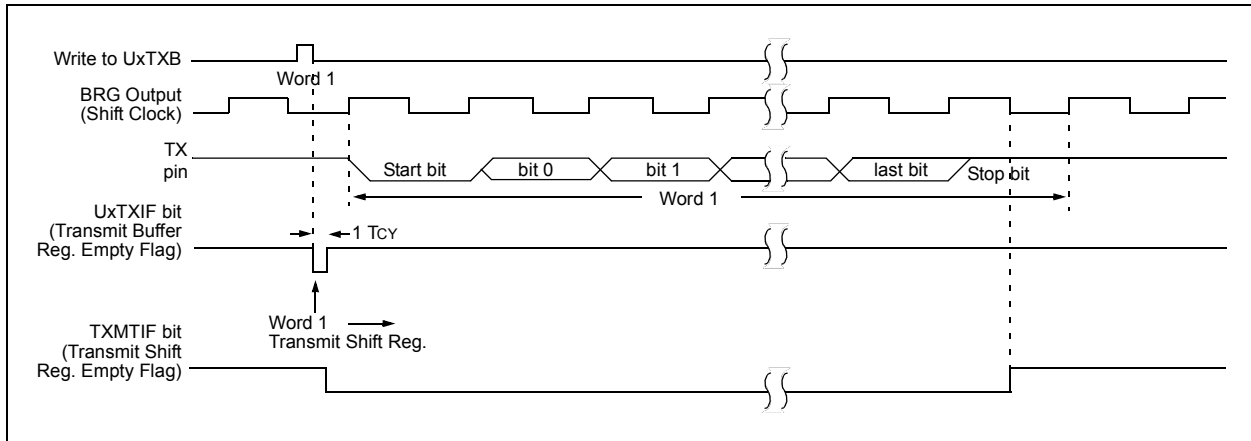 Write to UxTXB
Word 1
BRG Output
(Shift Clock)
TX
pin
Start bit
bit 0
bit 1
last bit
Stop bit
Word 1
UxTXIF bit
(Transmit Buffer
Reg. Empty Flag)
1 TCY
Word 1
Transmit Shift Reg.
TXMTIF bit
(Transmit Shift
Reg. Empty Flag)